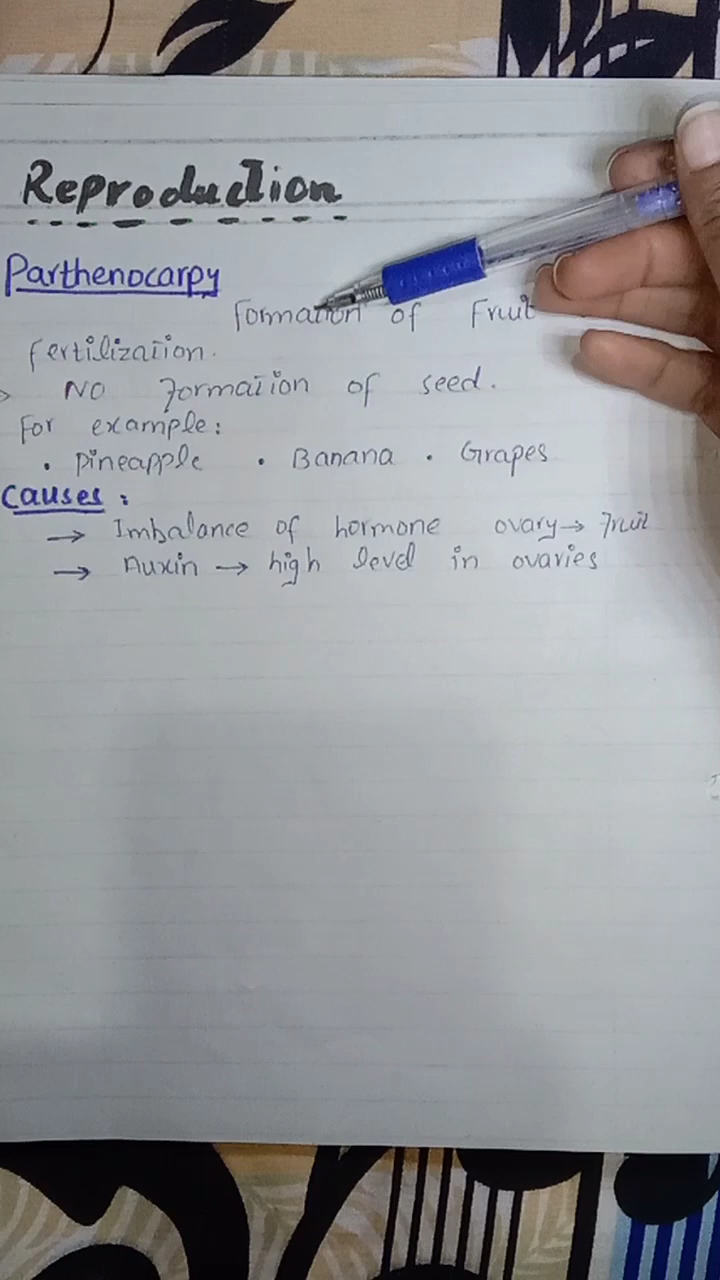 Reproduction
Parthenocarpy
Formation of Fruit
fertilization.
> No formation of seed.
For example:
• Pineapple • Banana • Grapes
Causes:
→ Imbalance of hormone ovary → fruit
→ Auxin → high level in ovaries